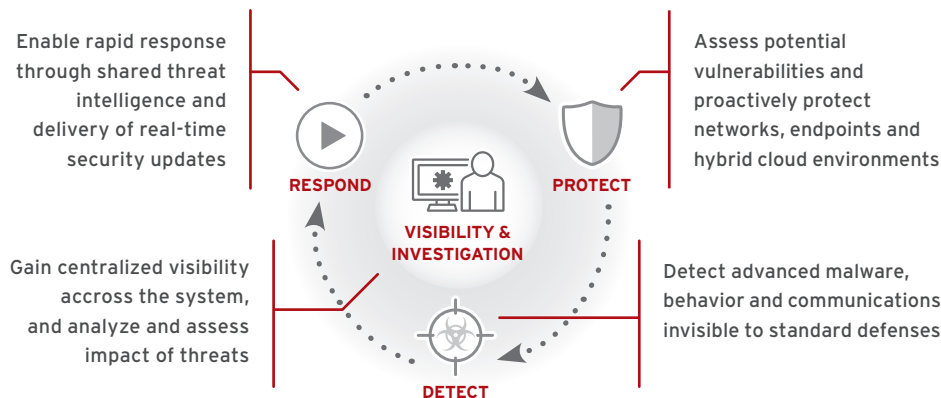 Enable rapid response
through shared threat
intelligence and
delivery of real-time
security updates
Assess potential
vulnerabilities and
proactively protect
networks, endpoints and
hybrid cloud environments
RESPOND
PROTECT
VISIBILITY &
INVESTIGATION
Gain centralized visibility
accross the system,
and analyze and assess
impact of threats
Detect advanced malware,
behavior and communications
invisible to standard defenses
DETECT